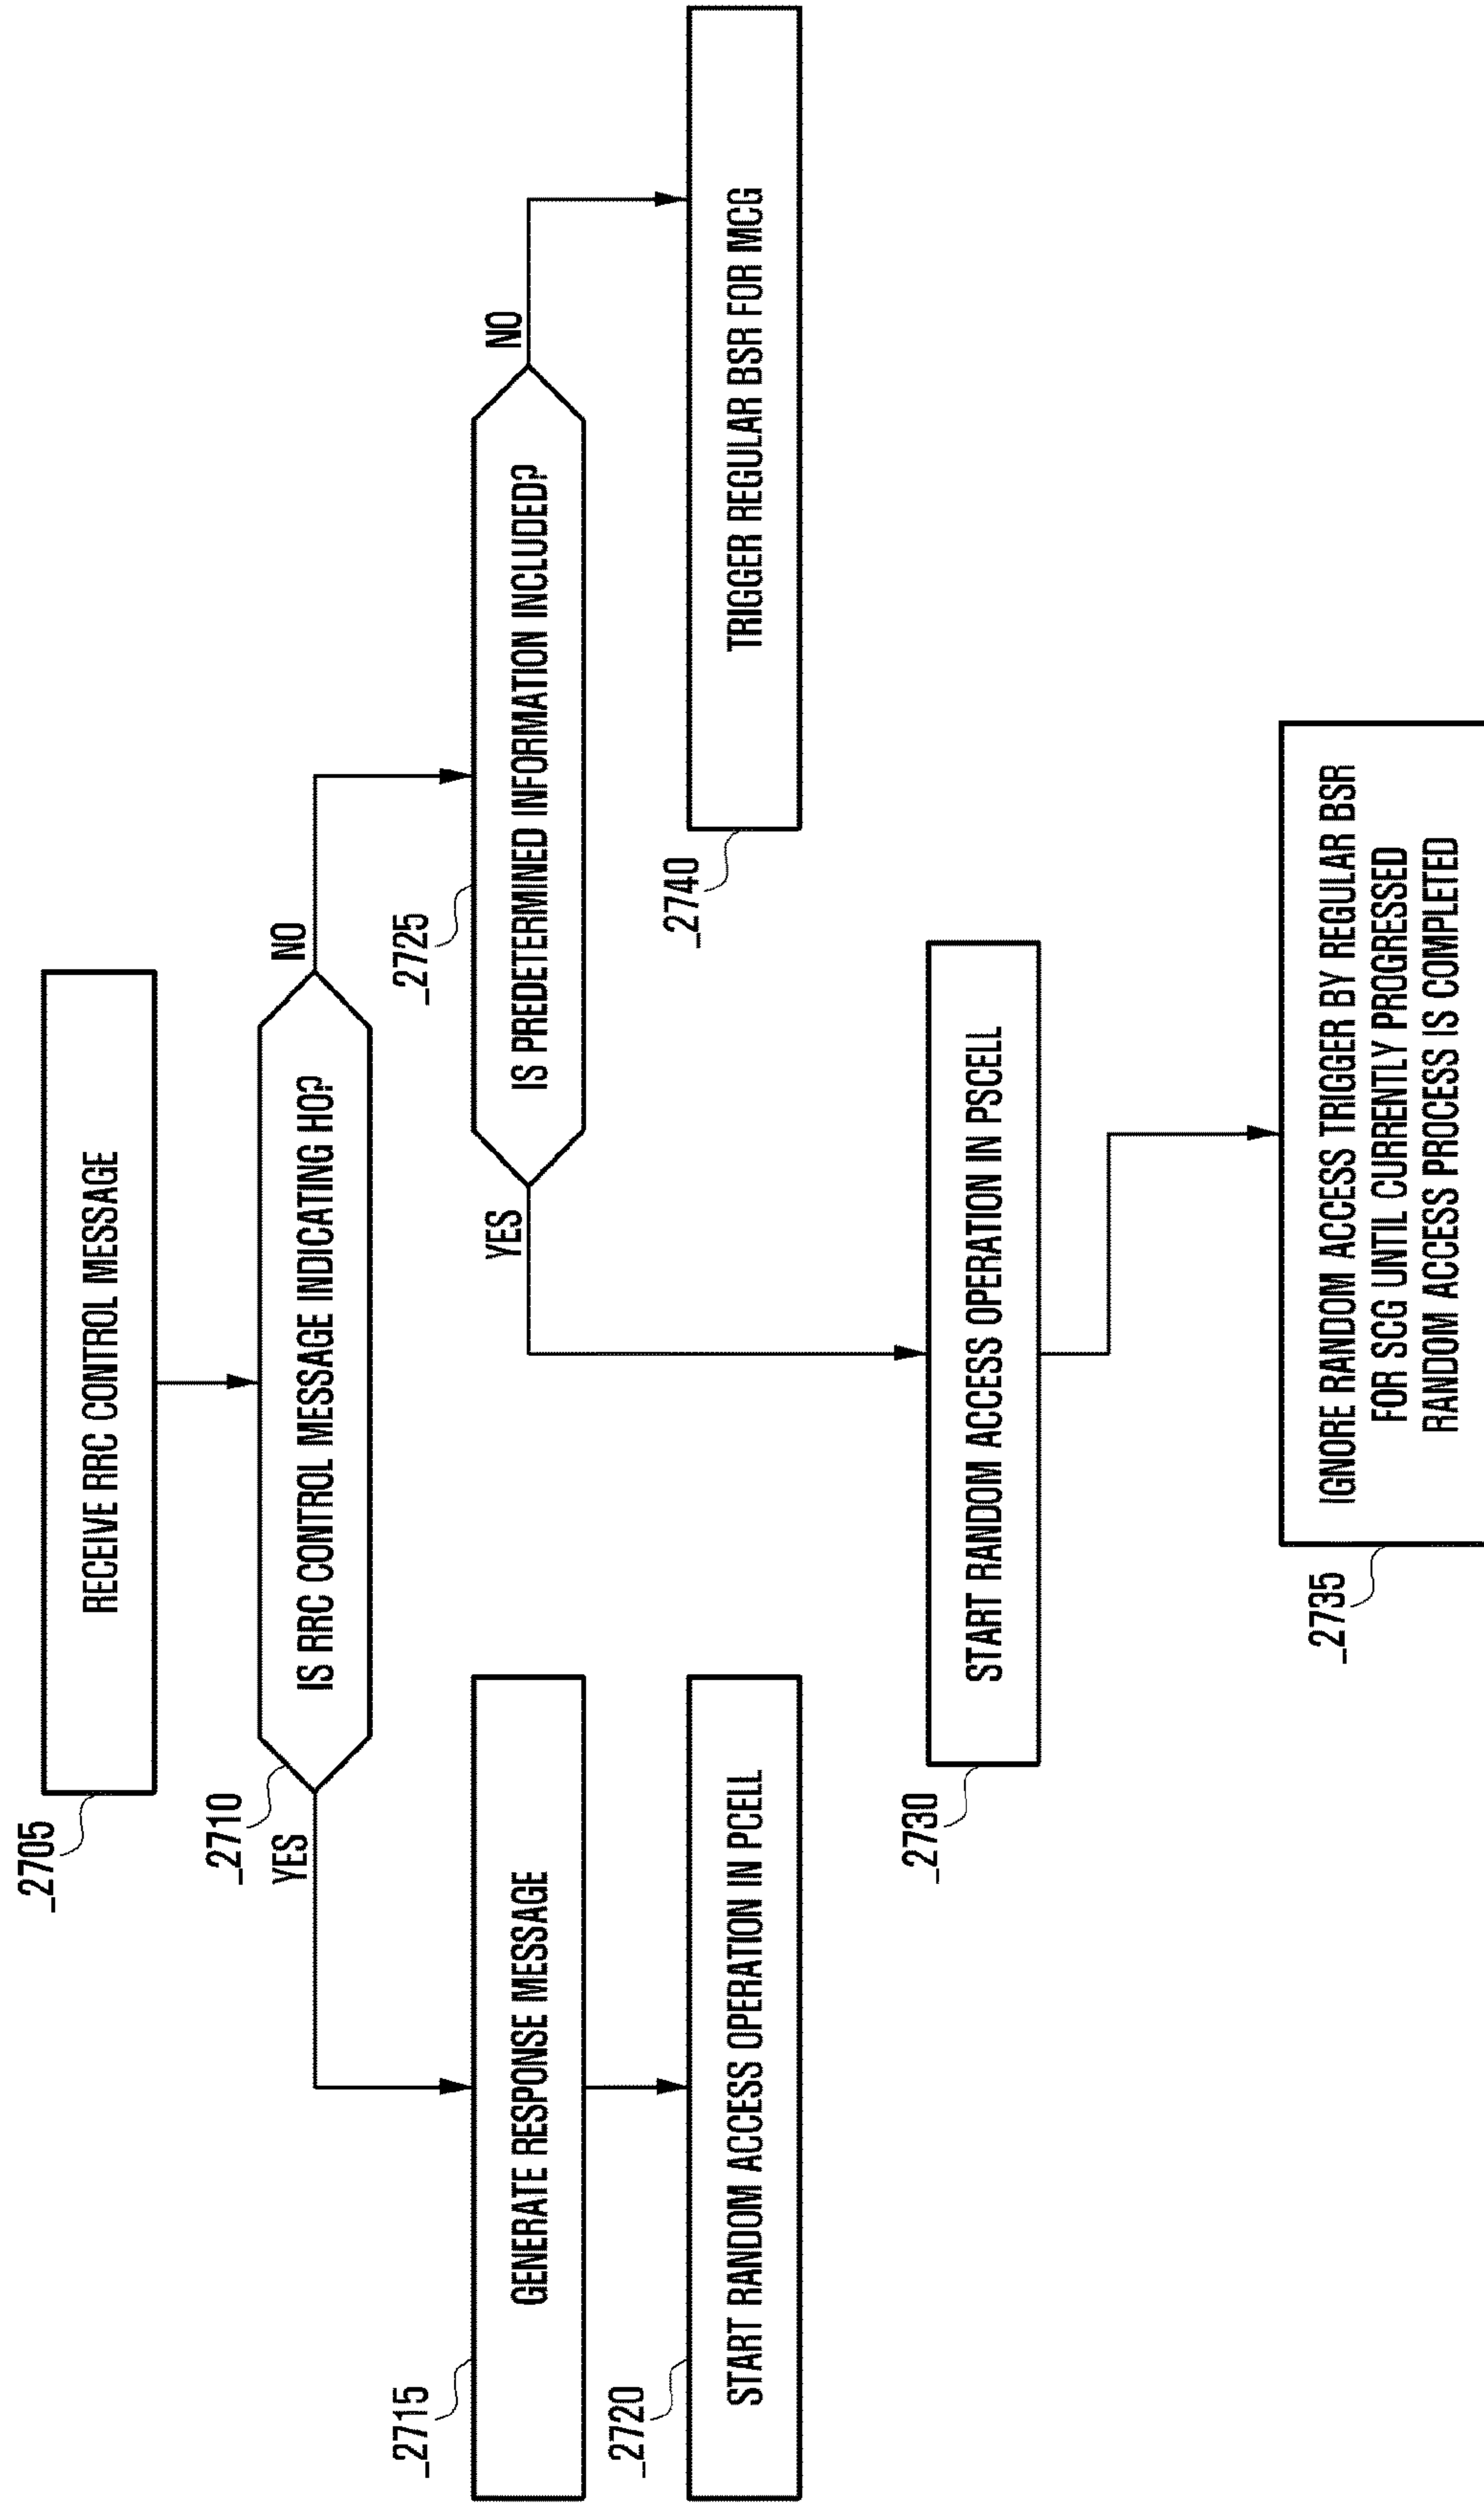 2705
RECEIVE RRC CONTROL MESSAGE
2710
IS RRC CONTROL MESSAGE INDICATING HO?
YES
NO
2715
GENERATE RESPONSE MESSAGE
2725
IS PREDETERMINED INFORMATION INCLUDED?
YES
NO
2720
START RANDOM ACCESS OPERATION IN PCELL
2740
TRIGGER REGULAR BSR FOR MCG
2730
START RANDOM ACCESS OPERATION IN PSCELL
2735
IGNORE RANDOM ACCESS TRIGGER BY REGULAR BSR
FOR SCG UNTIL CURRENTLY PROGRESSED
RANDOM ACCESS PROCESS IS COMPLETED